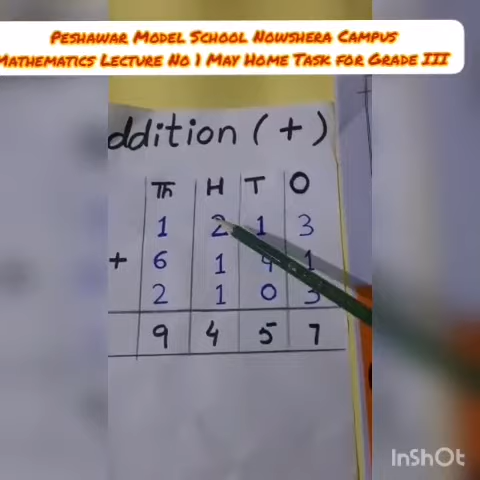 Peshawar Model School Nowshera Campus
Mathematics Lecture No 1 May Home Task for Grade III
ddition (+)
Th H T O
1 2 1 3
+ 6 1 4 1
2 1 0 3
9 4 5 7
InShOt